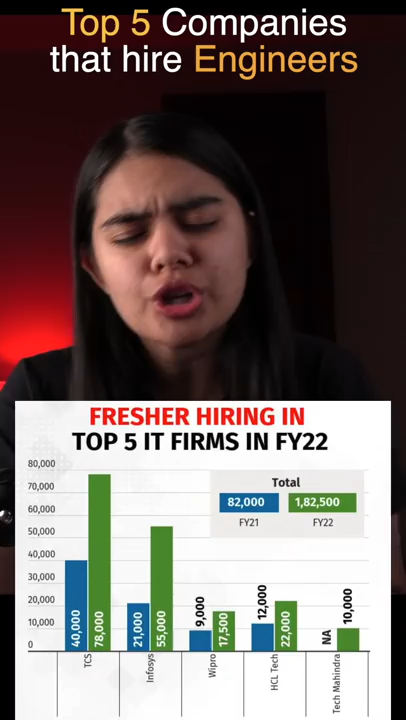 Top 5 Companies
that hire Engineers
FRESHER HIRING IN
TOP 5 IT FIRMS IN FY22
80,000
70,000
60,000
50,000
40,000
30,000
20,000
10,000
0
Total
82,000 1,82,500
FY21 FY22
40,000 78,000
21,000 55,000
9,000 17,500
12,000 22,000
NA 10,000
TCS
Infosys
Wipro
HCL Tech
Tech Mahindra